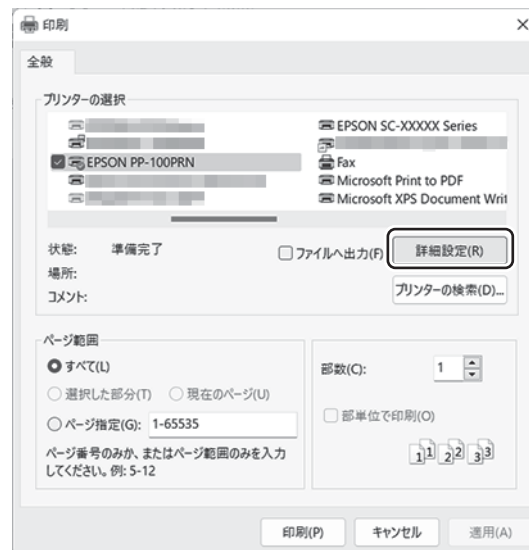 印刷
全般
プリンターの選択
EPSON SC-XXXXX Series
EPSON PP-100PRN
Fax
Microsoft Print to PDF
Microsoft XPS Document Writ
状態: 準備完了
場所:
コメント:
ファイルへ出力(F)
詳細設定(R)
プリンターの検索(D)...
ページ範囲
すべて(L)
選択した部分(T) 現在のページ(U)
ページ指定(G): 1-65535
ページ番号のみか、またはページ範囲のみを入力
してください。例: 5-12
部数(C): 1
部単位で印刷(O)
11 22 33
印刷(P) キャンセル 適用(A)